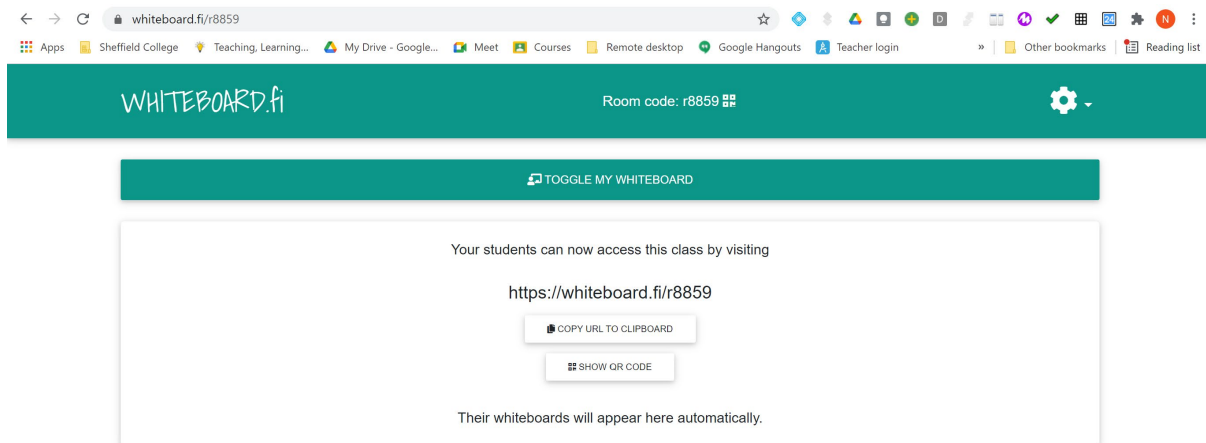 whiteboard.fi/r8859
D
24
N
Apps Sheffield College Teaching, Learning... My Drive - Google... Meet Courses Remote desktop Google Hangouts Teacher login » Other bookmarks Reading list
WHITEBOARD.fi
Room code: r8859
TOGGLE MY WHITEBOARD
Your students can now access this class by visiting
https://whiteboard.fi/r8859
COPY URL TO CLIPBOARD
SHOW QR CODE
Their whiteboards will appear here automatically.